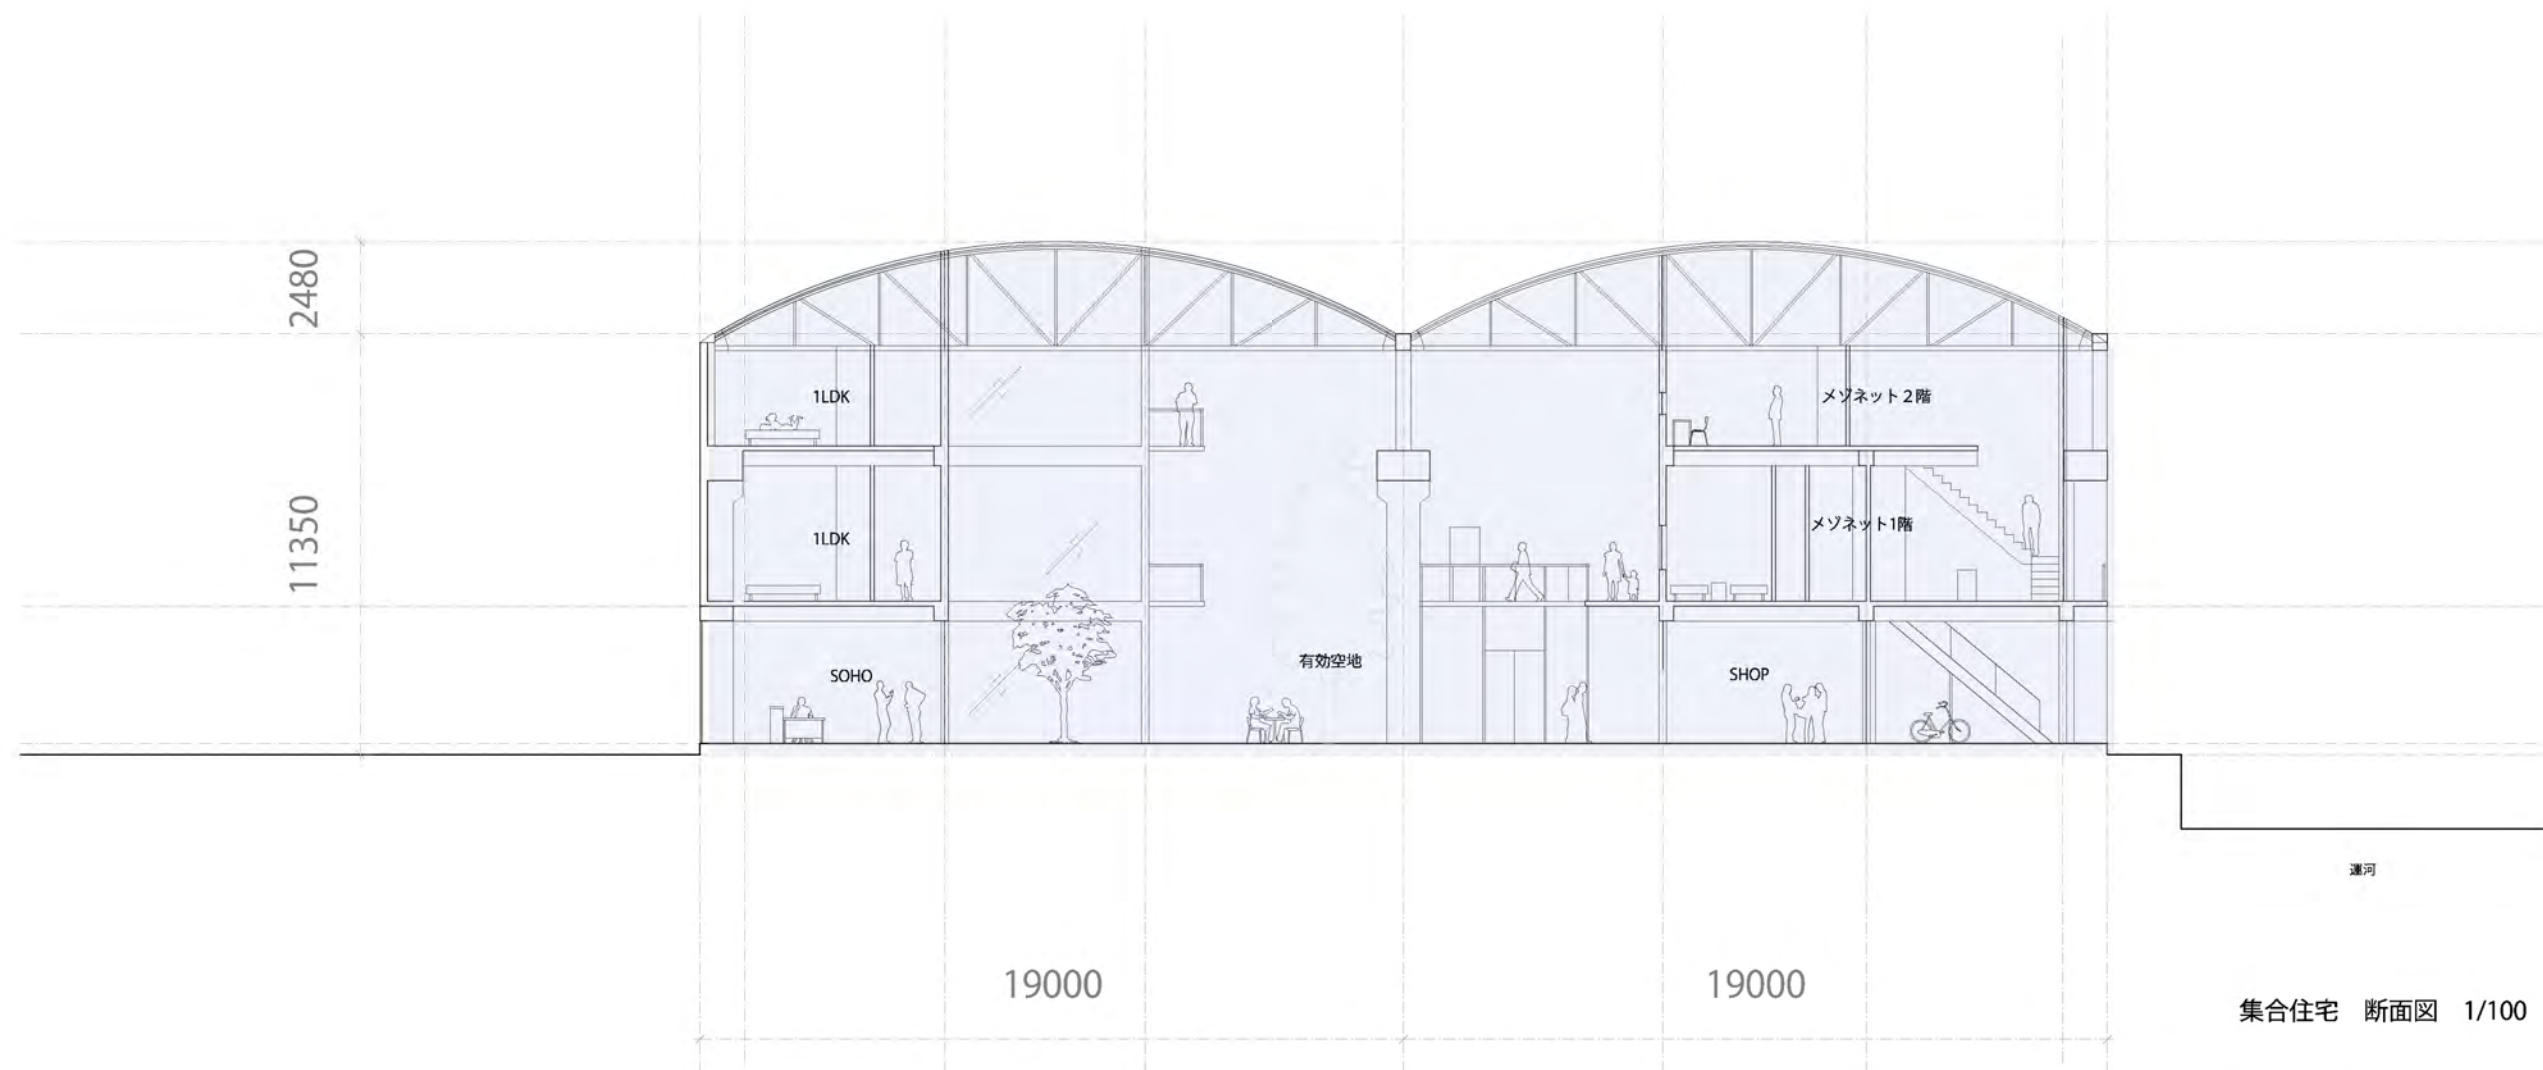 2480
11350
1LDK
メゾネット２階
1LDK
メゾネット1階
SOHO
有効空地
SHOP
運河
19000
19000
集合住宅　断面図　1/100